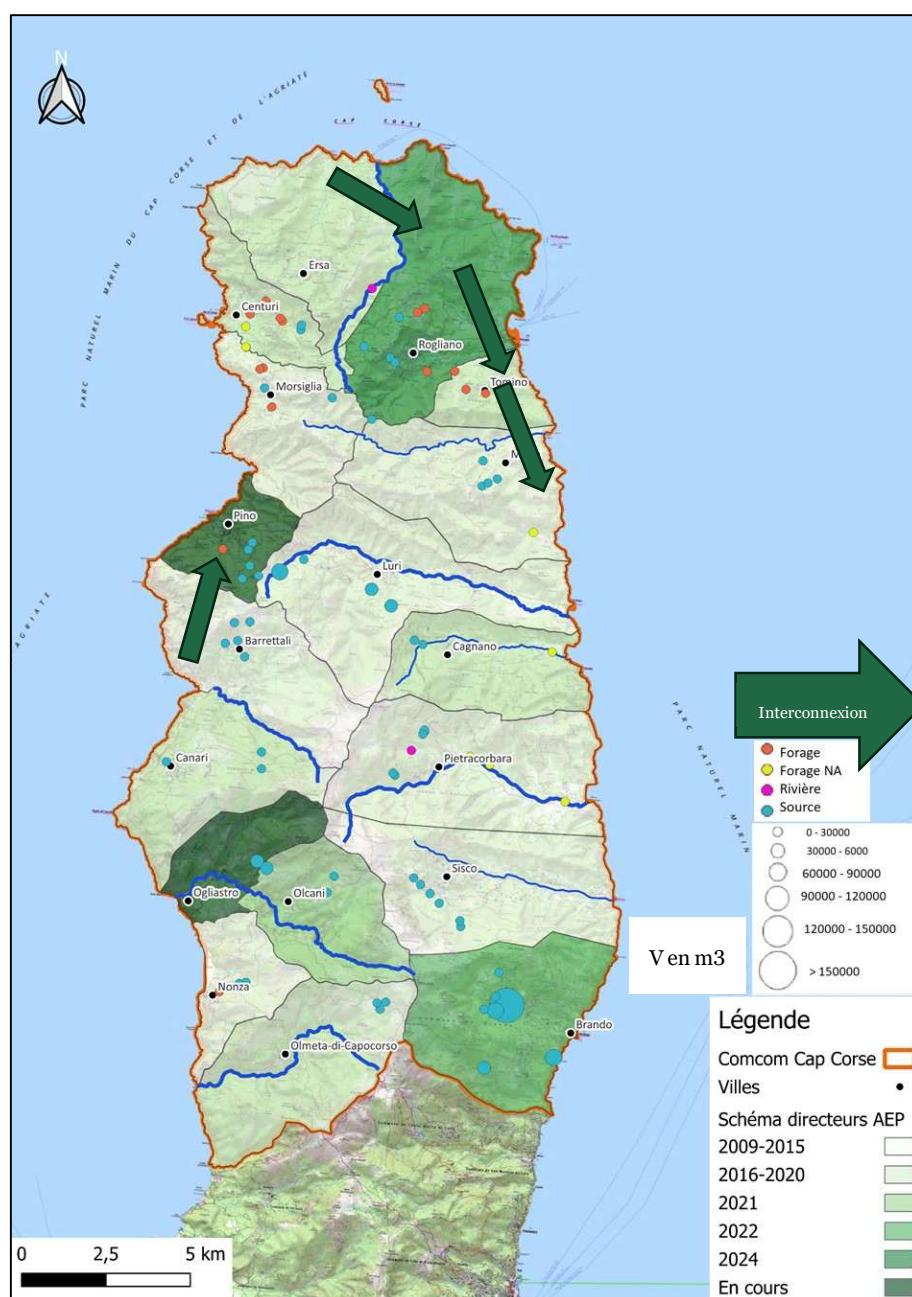 N
PARC NATUREL MARIN DU CAP CORSE ET DE L'AGRIATE
CAP CORSE
Ersa
Centuri
Rogliano
Morsiglia
Tomino
M
Pino
Luri
Barrettali
Cagnano
AGRIATE
PARC NATUREL MARIN
Canari
Pietracorbara
Sisco
Ogliastro
Olcani
Nonza
Brando
Olmeta-di-Capocorso
Interconnexion
Forage
Forage NA
Rivière
Source
0 - 30000
30000 - 6000
60000 - 90000
90000 - 120000
120000 - 150000
> 150000
V en m3
Légende
Comcom Cap Corse
Villes
Schéma directeurs AEP
2009-2015
2016-2020
2021
2022
2024
En cours
0 2,5 5 km